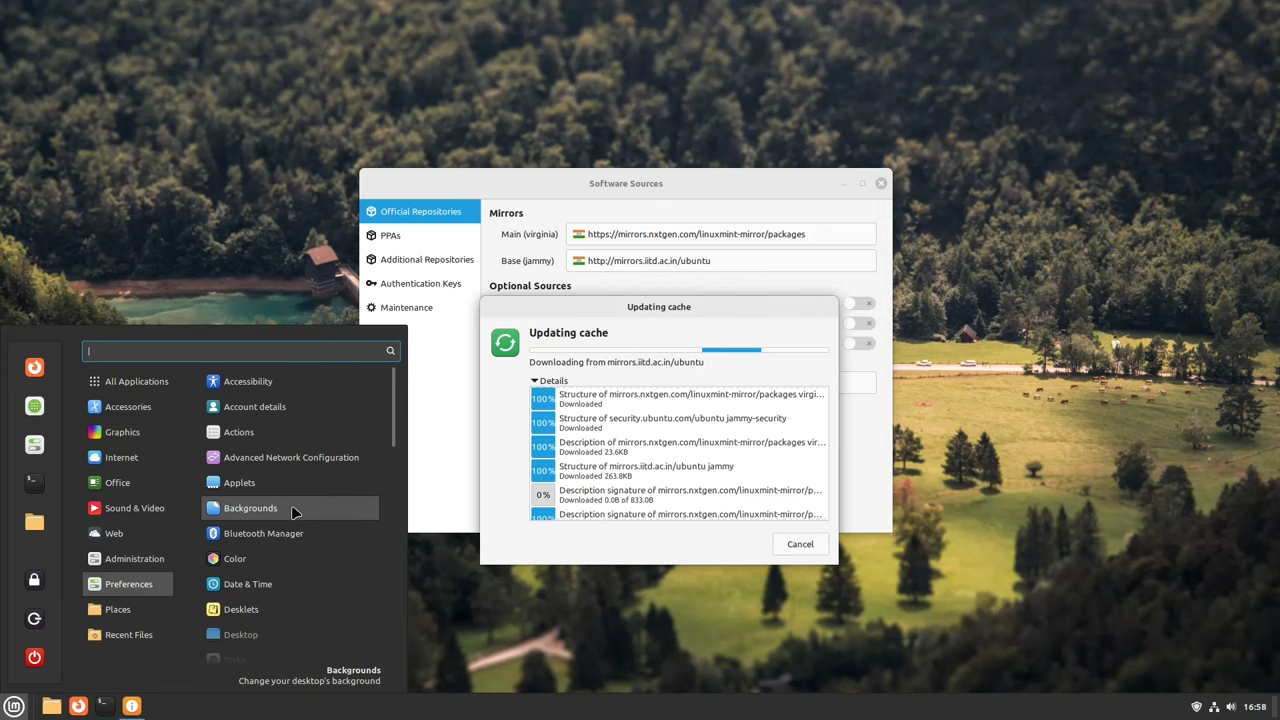 Software Sources
Official Repositories
PPAs
Additional Repositories
Authentication Keys
Maintenance
Mirrors
Main (virginia)
https://mirrors.nxtgen.com/linuxmint-mirror/packages
Base (jammy)
http://mirrors.iitd.ac.in/ubuntu
Optional Sources
Updating cache
Updating cache
Downloading from mirrors.iitd.ac.in/ubuntu
Details
100% Structure of mirrors.nxtgen.com/linuxmint-mirror/packages virgi...
Downloaded
100% Structure of security.ubuntu.com/ubuntu jammy-security
Downloaded
100% Description of mirrors.nxtgen.com/linuxmint-mirror/packages vir...
Downloaded 23.6KB
100% Structure of mirrors.iitd.ac.in/ubuntu jammy
Downloaded 263.8KB
0% Description signature of mirrors.nxtgen.com/linuxmint-mirror/p...
Downloaded 0.0B of 833.0B
100% Description signature of mirrors.nxtgen.com/linuxmint-mirror/p...
Cancel
All Applications
Accessories
Graphics
Internet
Office
Sound & Video
Web
Administration
Preferences
Places
Recent Files
Accessibility
Account details
Actions
Advanced Network Configuration
Applets
Backgrounds
Bluetooth Manager
Color
Date & Time
Desklets
Desktop
Disks
Backgrounds
Change your desktop's background
16:58